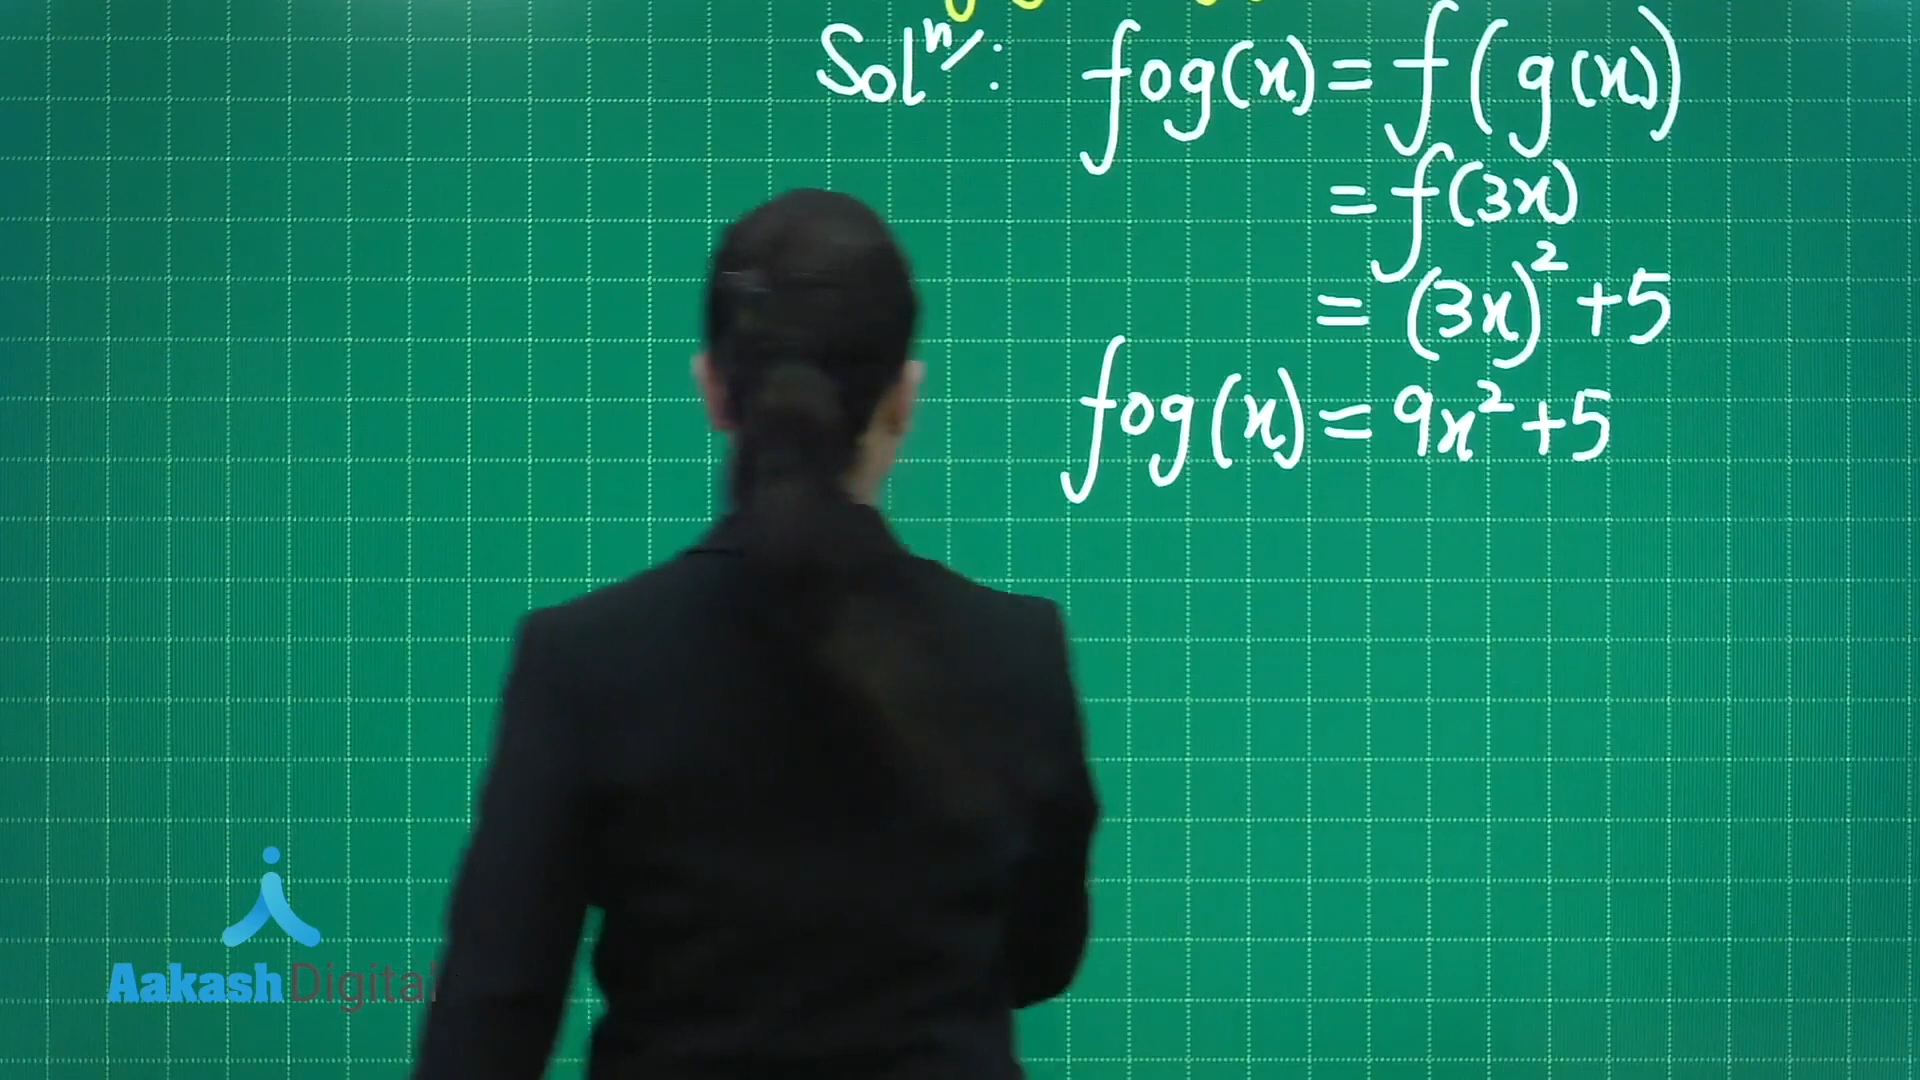 Solⁿ/: fog(x) = f(g(x))
= f(3x)
= (3x)² + 5
fog(x) = 9x² + 5
Aakash Digital